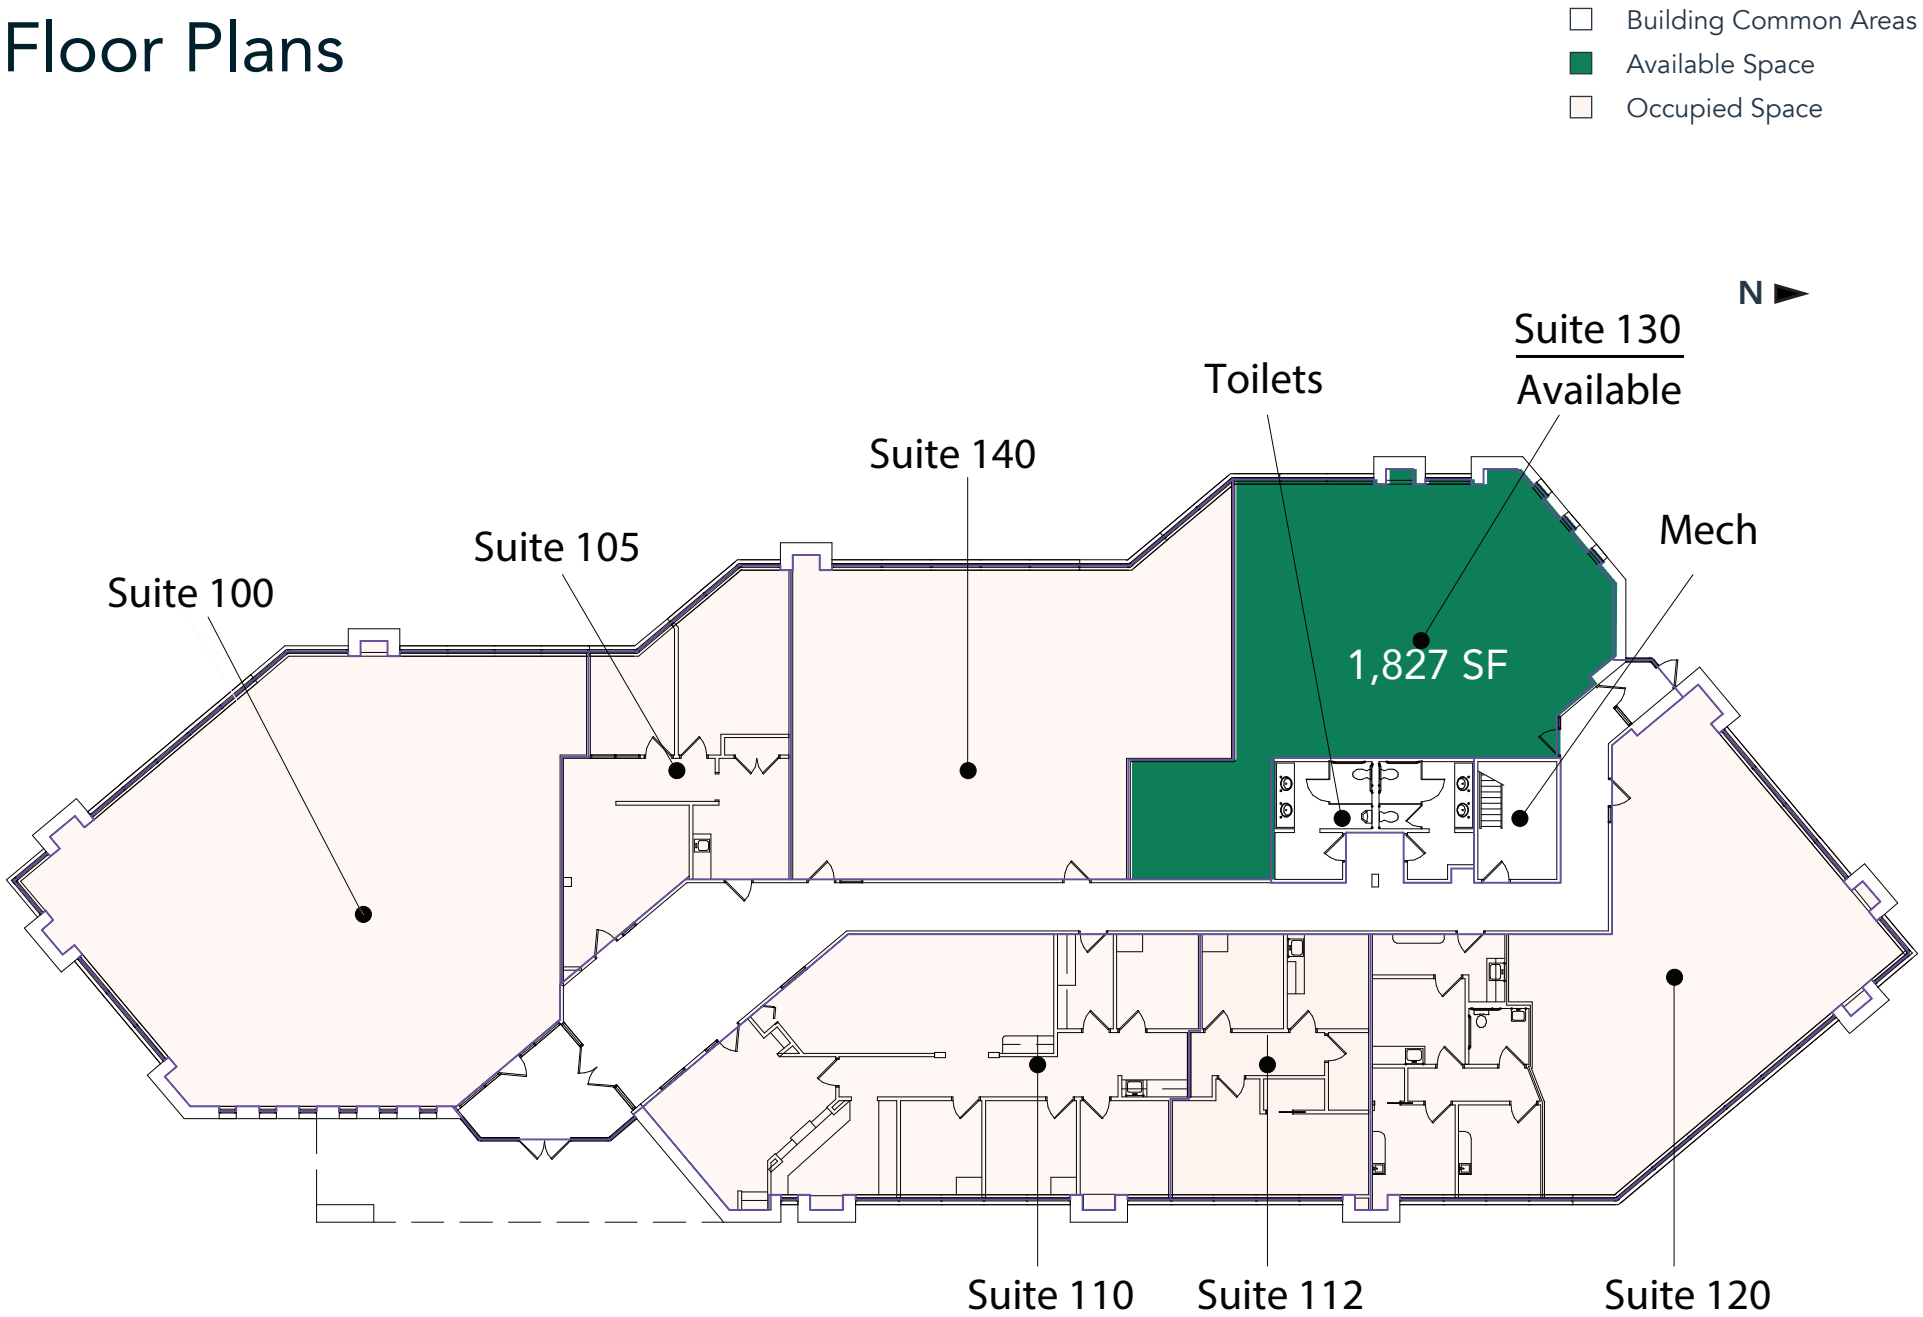 Floor Plans
Building Common Areas
Available Space
Occupied Space
N
Suite 130
Available
Toilets
Suite 140
Mech
Suite 105
Suite 100
1,827 SF
Suite 110
Suite 112
Suite 120